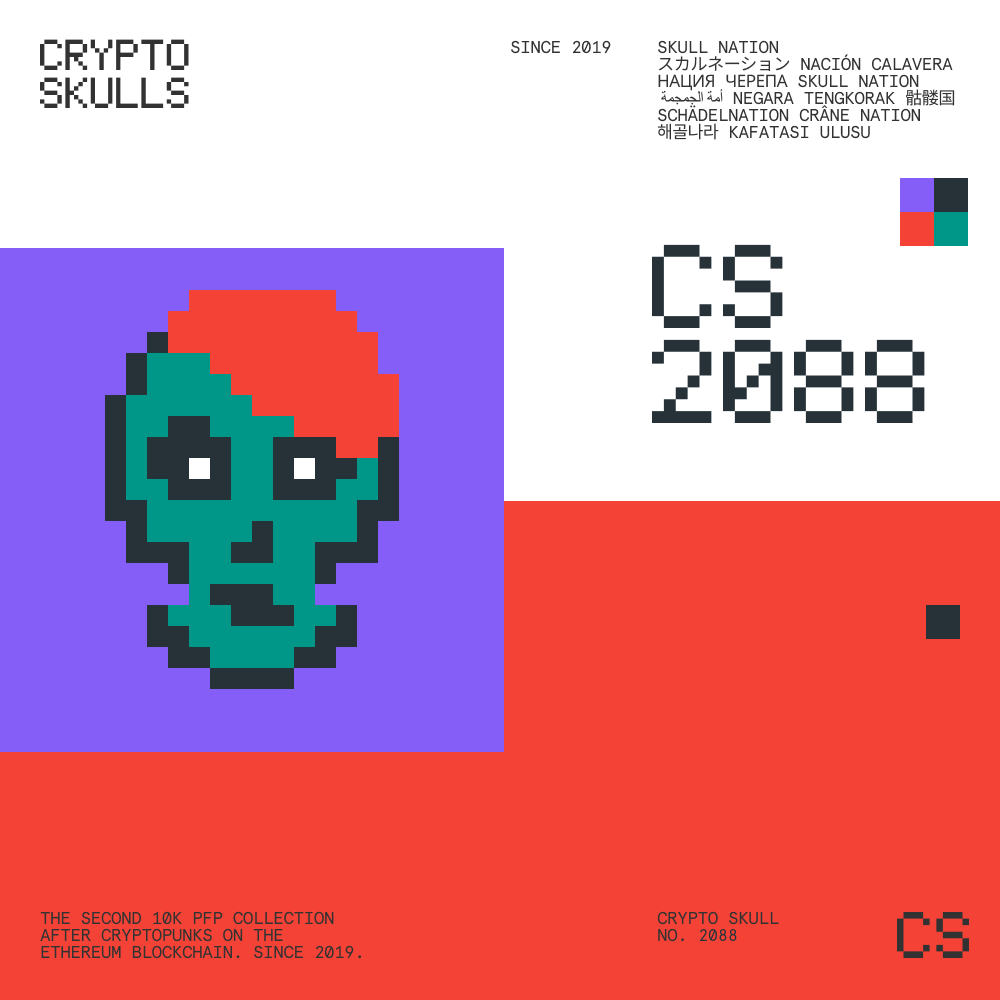 CRYPTO
SKULLS
SINCE 2019
SKULL NATION
スカルネーション NACIÓN CALAVERA
НАЦИЯ ЧЕРЕПА SKULL NATION
أمة الجمجمة NEGARA TENGKORAK 骷髅国
SCHÄDELNATION CRÂNE NATION
해골나라 KAFATASI ULUSU
CS
2088
THE SECOND 10K PFP COLLECTION
AFTER CRYPTOPUNKS ON THE
ETHEREUM BLOCKCHAIN. SINCE 2019.
CRYPTO SKULL
NO. 2088
CS